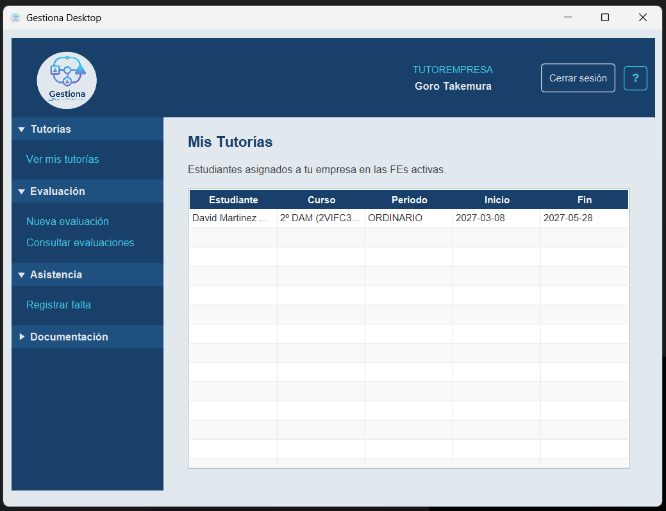 Gestiona Desktop
Gestiona
TUTOREMPRESA
Goro Takemura
Cerrar sesión
?
Tutorías
Ver mis tutorías
Evaluación
Nueva evaluación
Consultar evaluaciones
Asistencia
Registrar falta
Documentación
Mis Tutorías
Estudiantes asignados a tu empresa en las FEs activas.
Estudiante Curso Periodo Inicio Fin
David Martinez ... 2º DAM (2VIFC3... ORDINARIO 2027-03-08 2027-05-28